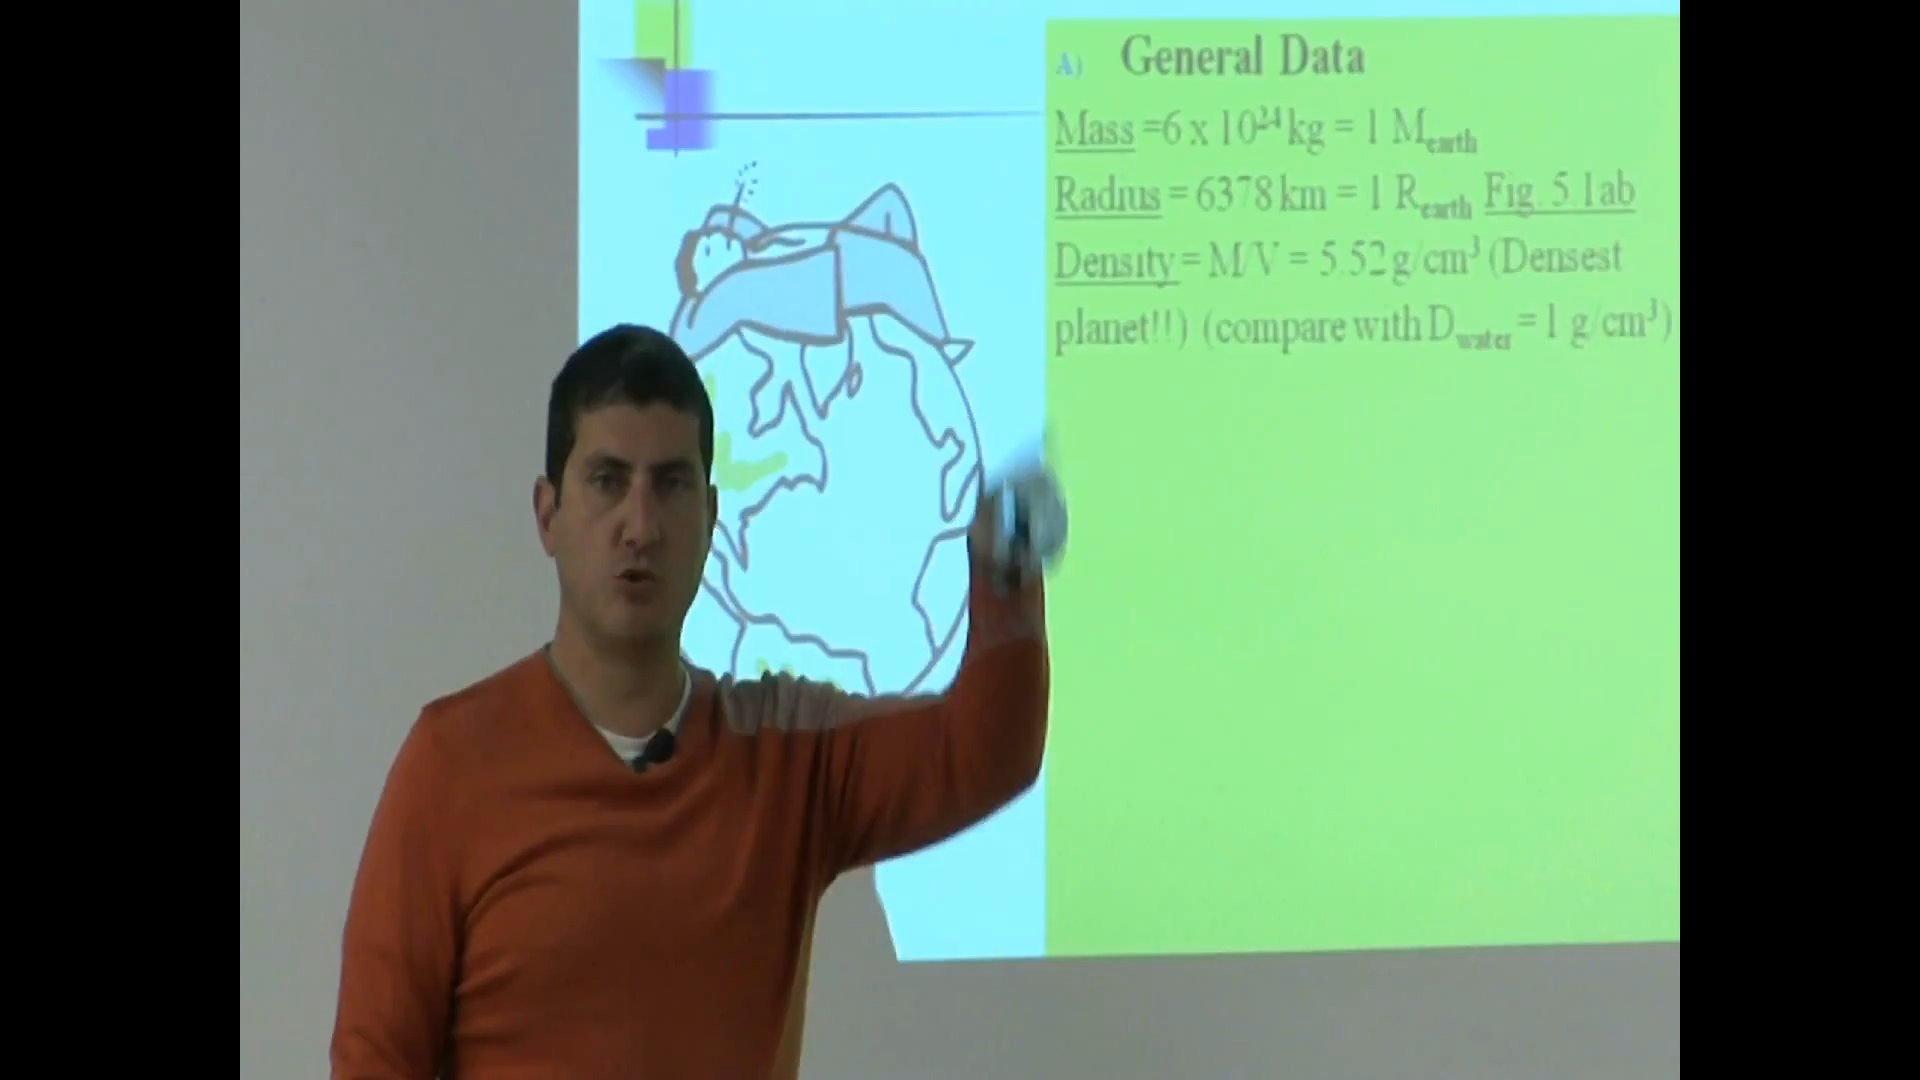 A) General Data
Mass =6 x 10²⁴ kg = 1 Mearth
Radius = 6378 km = 1 Rearth Fig. 5.1ab
Density = M/V = 5.52 g/cm³ (Densest
planet!!) (compare with Dwater = 1 g/cm³)